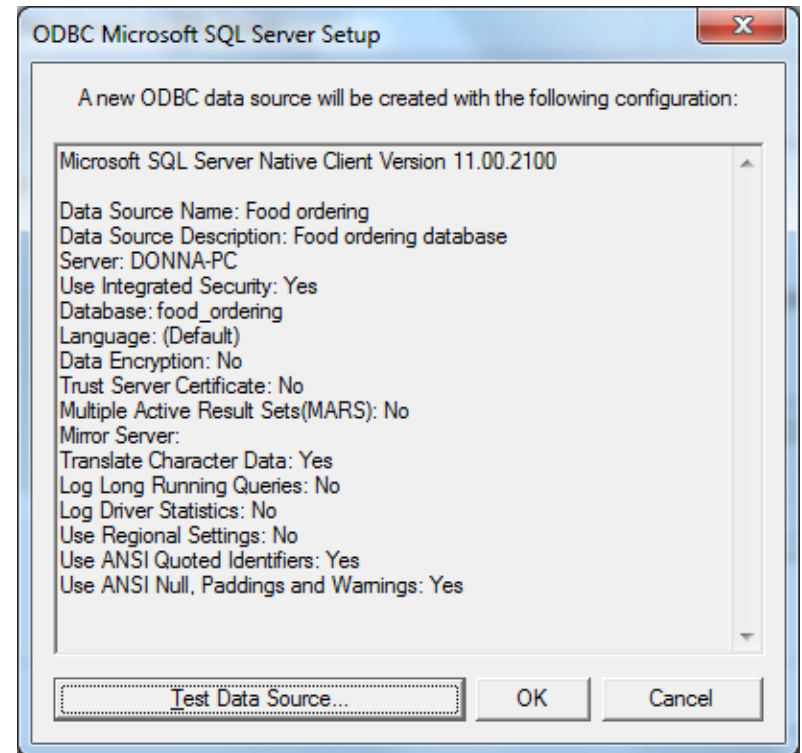 ODBC Microsoft SQL Server Setup
A new ODBC data source will be created with the following configuration:
Microsoft SQL Server Native Client Version 11.00.2100
Data Source Name: Food ordering
Data Source Description: Food ordering database
Server: DONNA-PC
Use Integrated Security: Yes
Database: food_ordering
Language: (Default)
Data Encryption: No
Trust Server Certificate: No
Multiple Active Result Sets(MARS): No
Mirror Server:
Translate Character Data: Yes
Log Long Running Queries: No
Log Driver Statistics: No
Use Regional Settings: No
Use ANSI Quoted Identifiers: Yes
Use ANSI Null, Paddings and Warnings: Yes
Test Data Source... OK Cancel